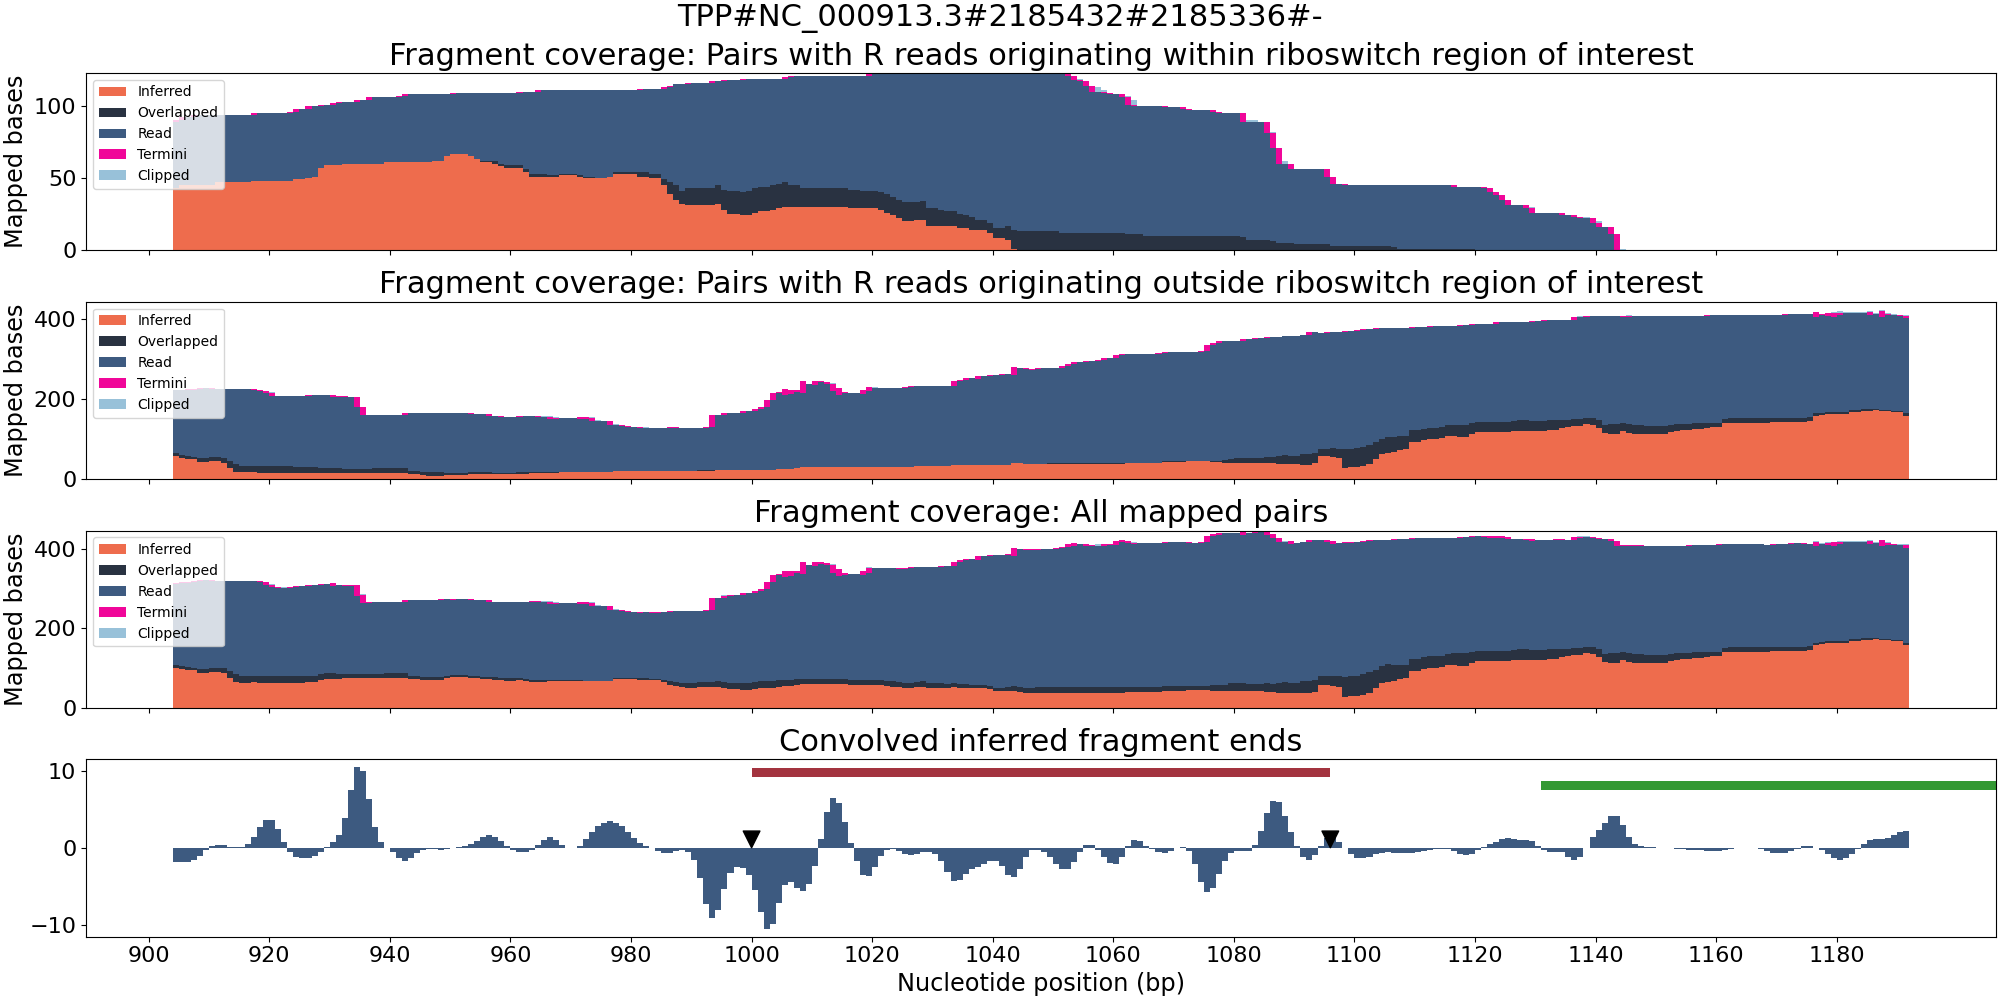 TPP#NC_000913.3#2185432#2185336#-
Fragment coverage: Pairs with R reads originating within riboswitch region of interest
Mapped bases
100
50
0
Inferred
Overlapped
Read
Termini
Clipped
Fragment coverage: Pairs with R reads originating outside riboswitch region of interest
Mapped bases
400
200
0
Inferred
Overlapped
Read
Termini
Clipped
Fragment coverage: All mapped pairs
Mapped bases
400
200
0
Inferred
Overlapped
Read
Termini
Clipped
Convolved inferred fragment ends
10
0
−10
900 920 940 960 980 1000 1020 1040 1060 1080 1100 1120 1140 1160 1180
Nucleotide position (bp)